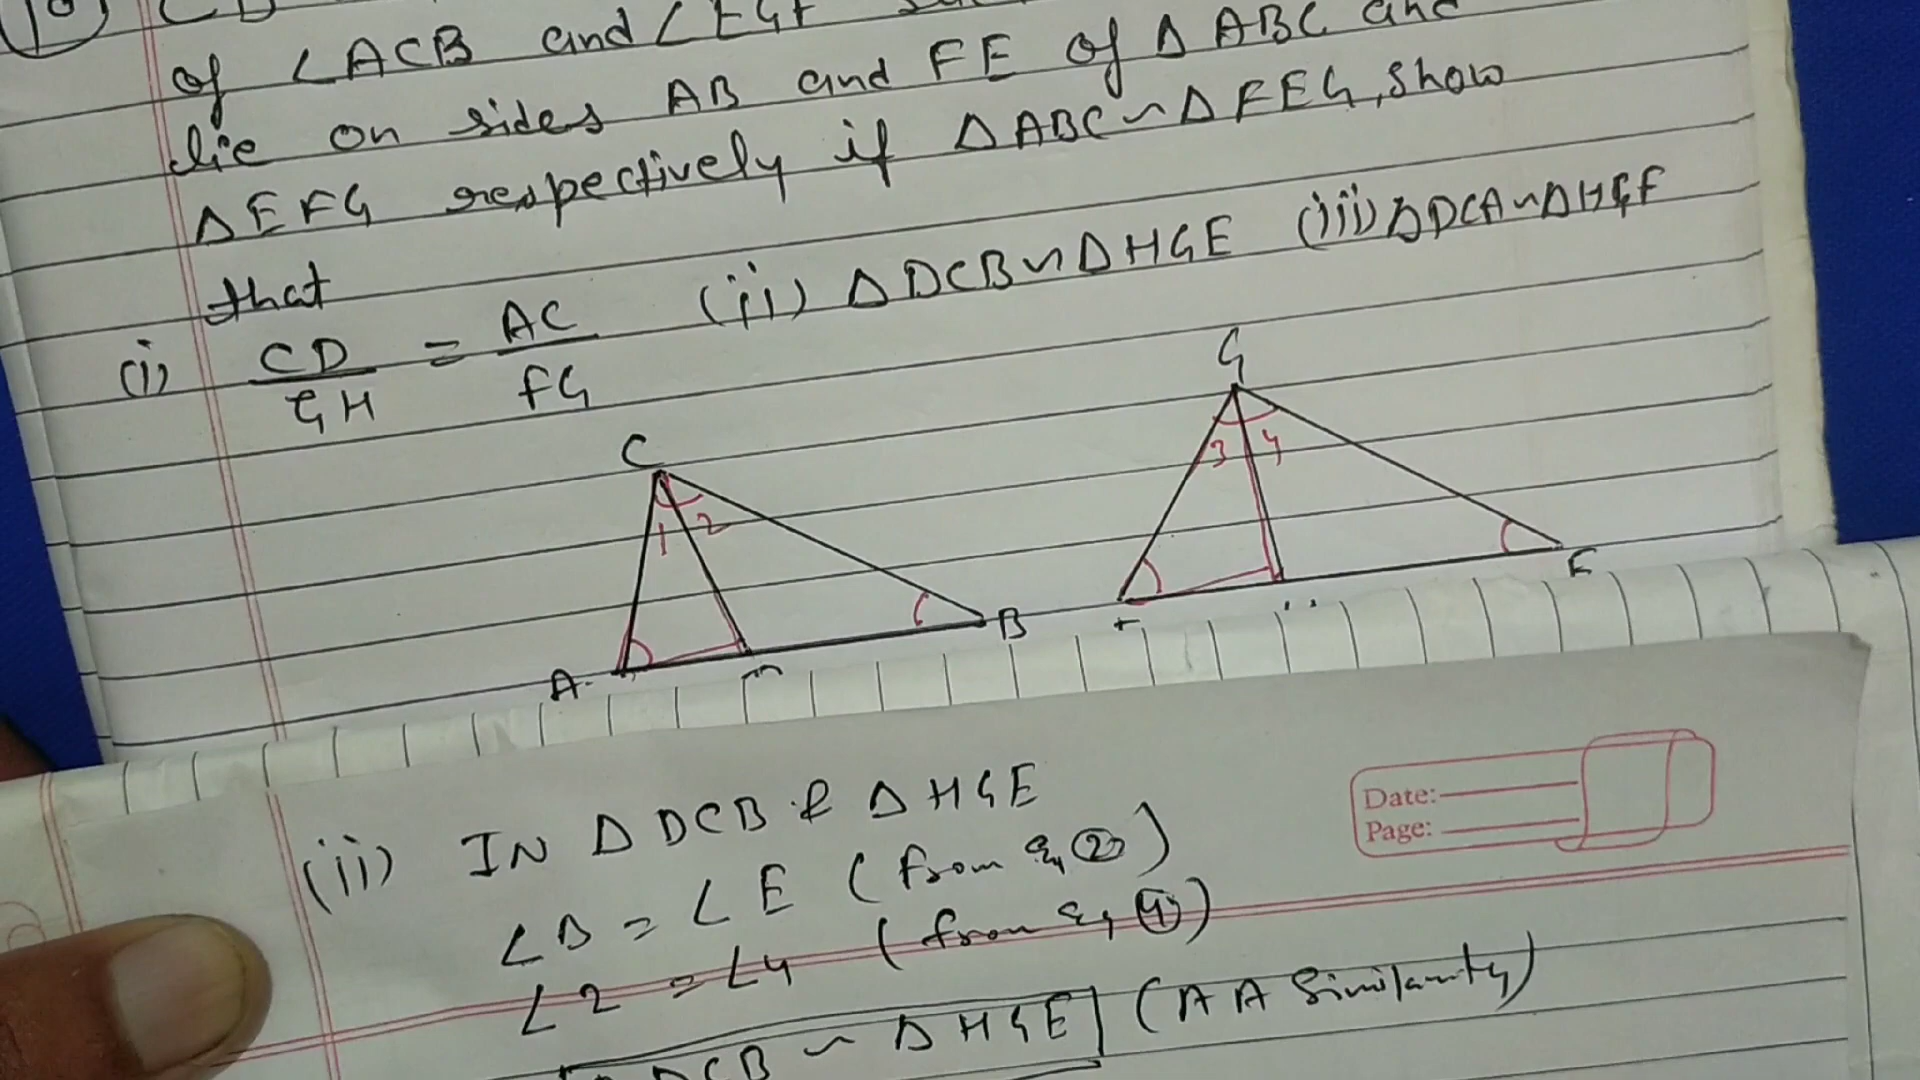 of ∠ACB and ∠EGF
lie on sides AB and FE of Δ ABC and
ΔEFG respectively if ΔABC ~ Δ FEG, show
that
(i) CD/GH = AC/FG (ii) Δ DCB ~ Δ HGE (iii) Δ DCA ~ Δ HGF
C
G
1 2
3 4
A
B
(ii) IN Δ DCB & Δ HGE
∠B = ∠E (from eq ②)
∠2 = ∠4 (from eq ④)
DCB ~ Δ HGE (AA Similarity)
Date:
Page: